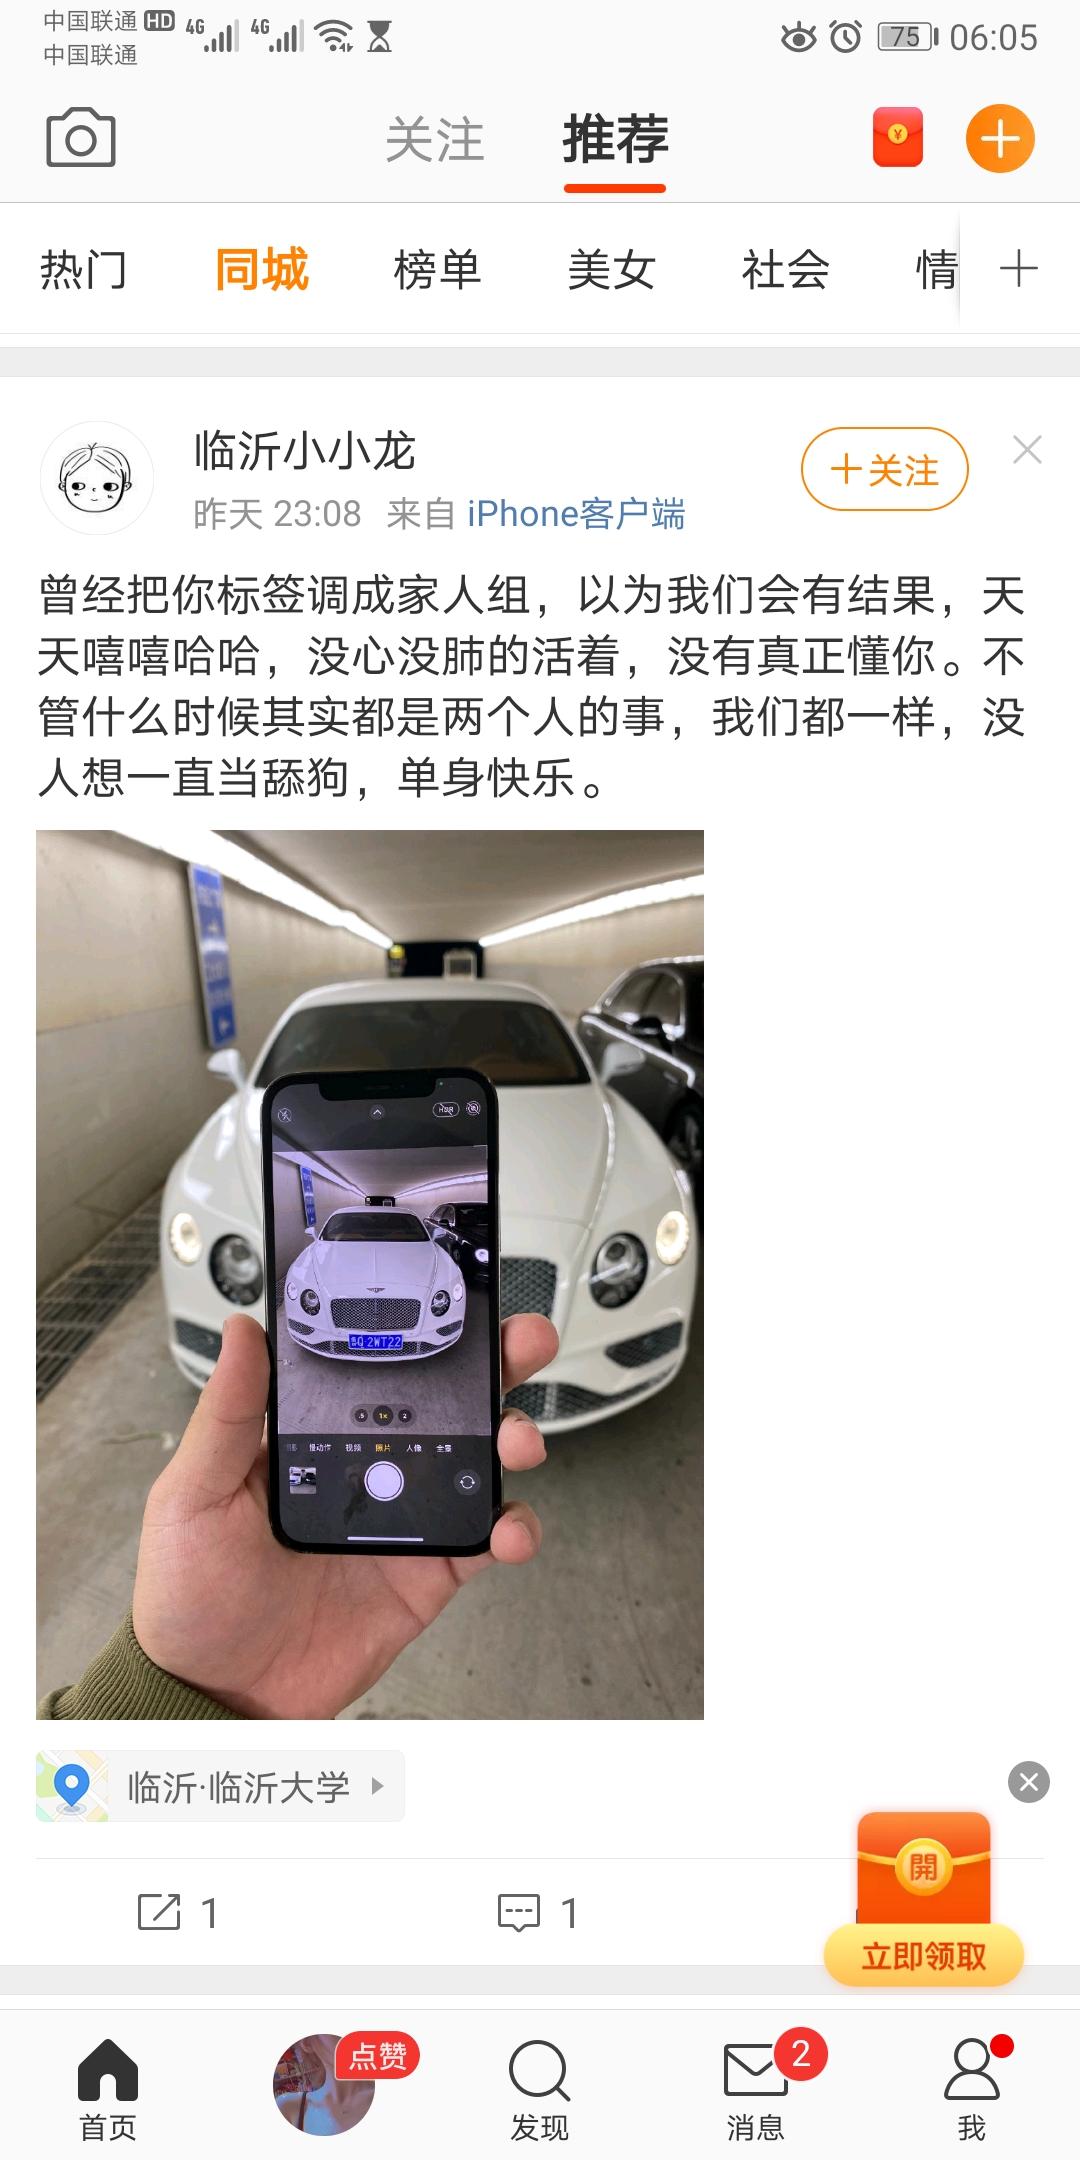 中国联通 HD 4G 4G 75 06:05
中国联通
关注 推荐 ¥
热门 同城 榜单 美女 社会 情
临沂小小龙
昨天 23:08 来自 iPhone客户端
+关注
曾经把你标签调成家人组，以为我们会有结果，天
天嘻嘻哈哈，没心没肺的活着，没有真正懂你。不
管什么时候其实都是两个人的事，我们都一样，没
人想一直当舔狗，单身快乐。
HDR
Q·2WT22
.5 1x 2
慢动作 视频 照片 人像 全景
临沂·临沂大学
開
立即领取
1 1
点赞 2
首页 发现 消息 我